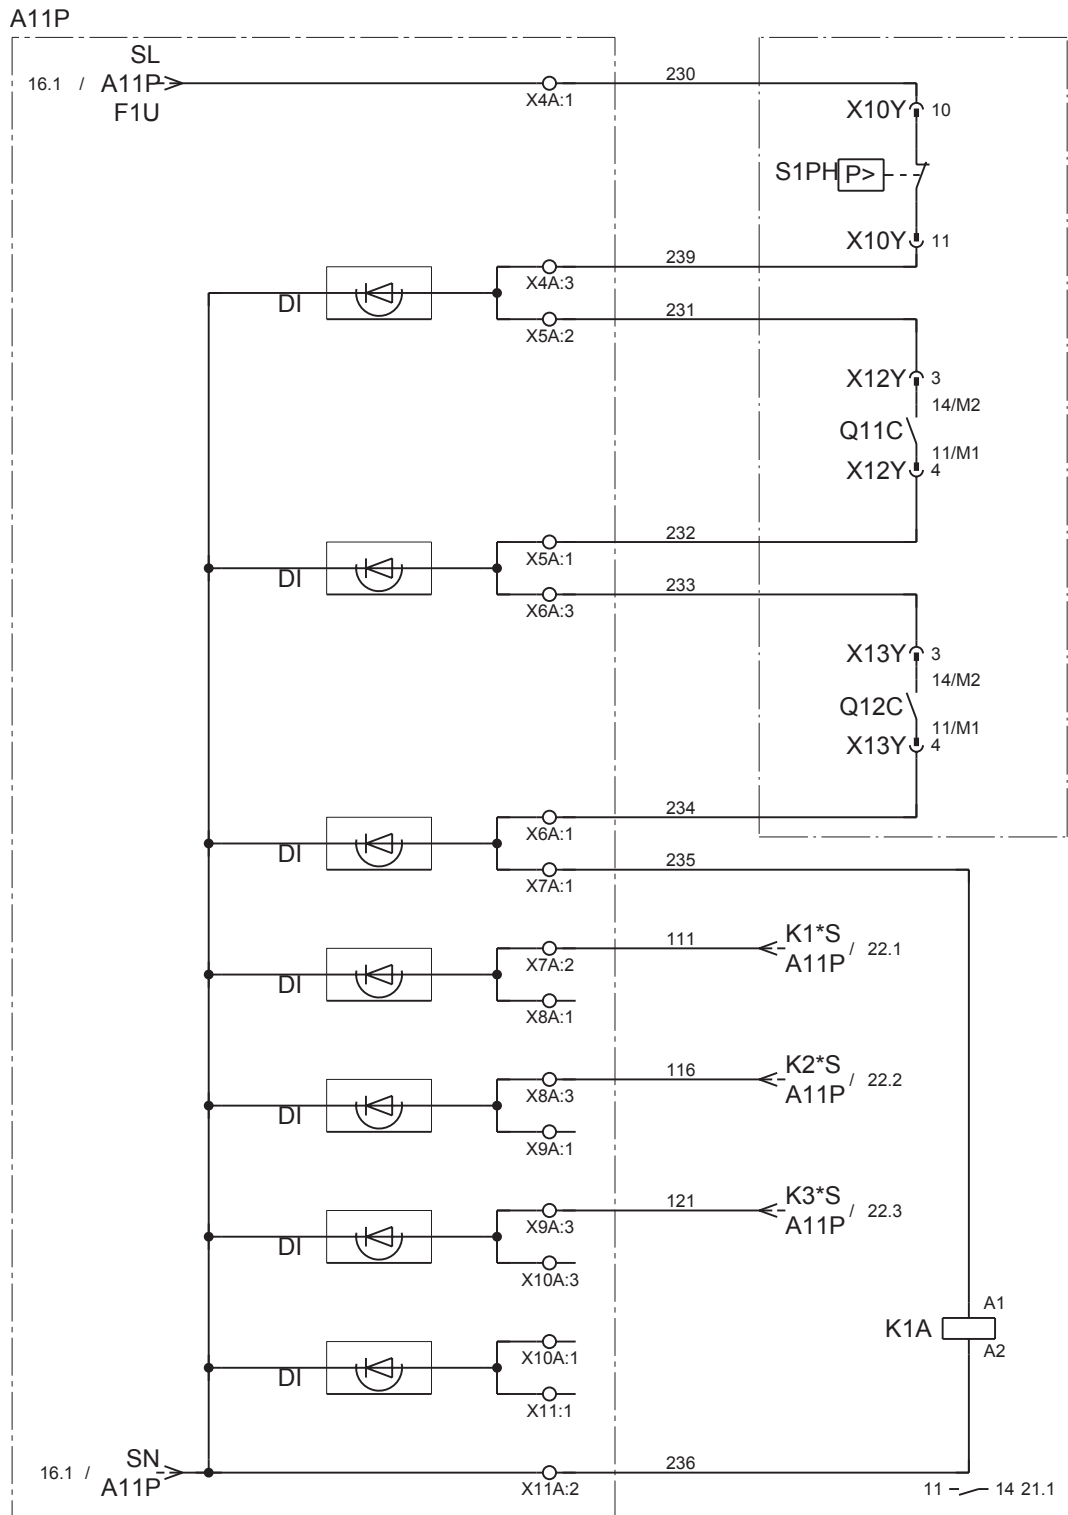 A11P
SL
16.1 / A11P
F1U
X4A:1
230
X10Y 10
S1PH P>
X10Y 11
239
X4A:3
DI
231
X5A:2
X12Y 3
14/M2
Q11C
11/M1
X12Y 4
232
X5A:1
DI
233
X6A:3
X13Y 3
14/M2
Q12C
11/M1
X13Y 4
234
X6A:1
DI
235
X7A:1
111
X7A:2
K1*S
A11P / 22.1
DI
X8A:1
116
X8A:3
K2*S
A11P / 22.2
DI
X9A:1
121
X9A:3
K3*S
A11P / 22.3
DI
X10A:3
A1
K1A
A2
X10A:1
DI
X11:1
SN
16.1 / A11P
236
X11A:2
11 14 21.1